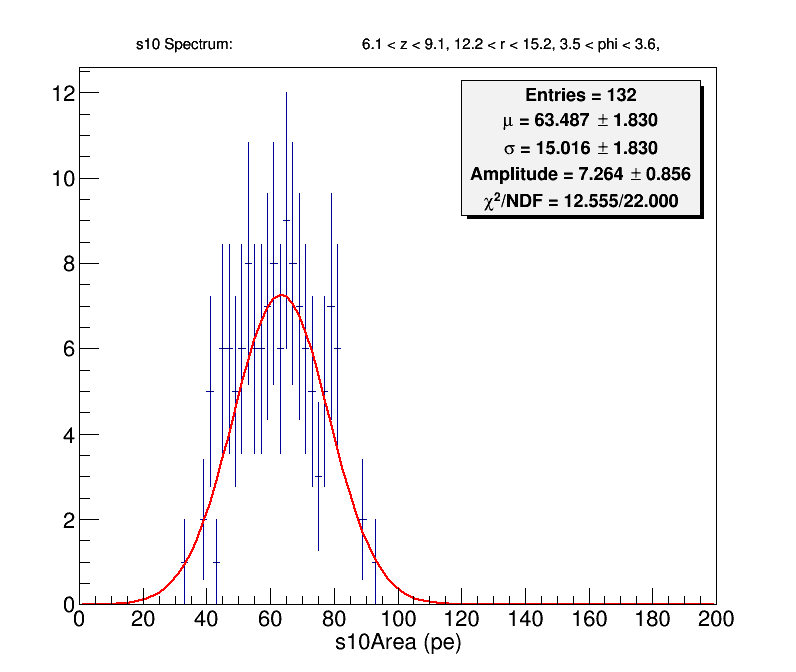 s10 Spectrum: 6.1 < z < 9.1, 12.2 < r < 15.2, 3.5 < phi < 3.6,
Entries = 132
μ = 63.487 ± 1.830
σ = 15.016 ± 1.830
Amplitude = 7.264 ± 0.856
χ²/NDF = 12.555/22.000
12
10
8
6
4
2
0
0 20 40 60 80 100 120 140 160 180 200
s10Area (pe)